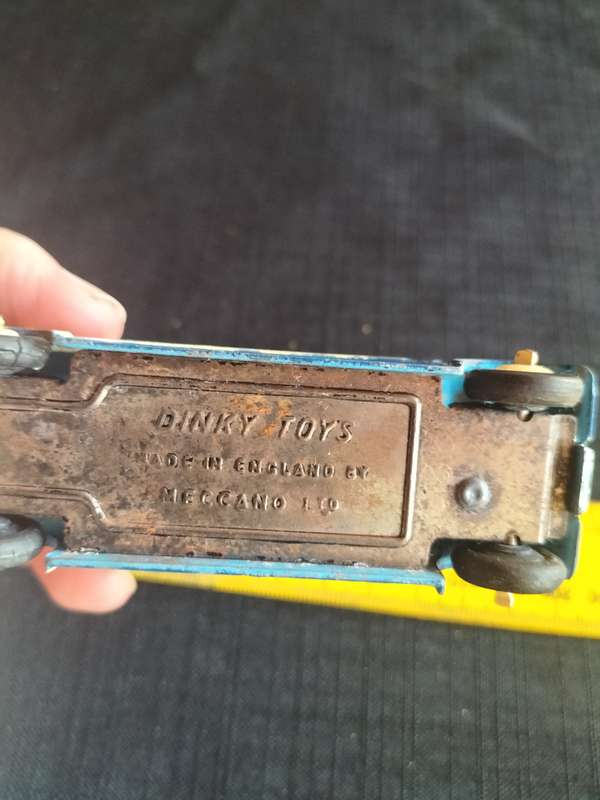 DINKY TOYS
MADE IN ENGLAND BY
MECCANO LTD